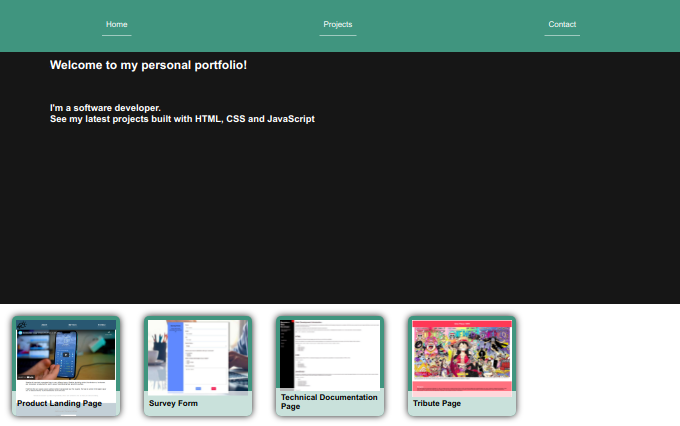 Home
Projects
Contact
Welcome to my personal portfolio!
I'm a software developer.
See my latest projects built with HTML, CSS and JavaScript
Product Landing Page
Survey Form
Technical Documentation
Page
Tribute Page